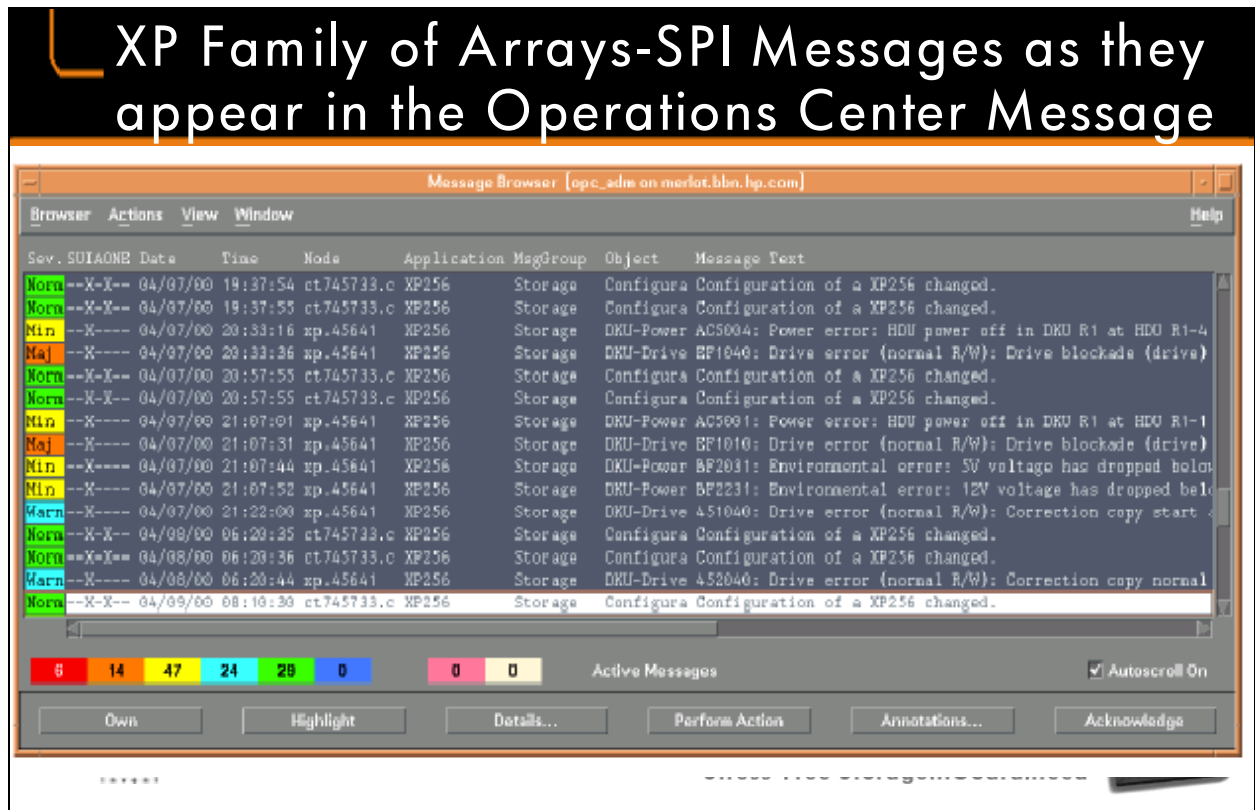 XP Family of Arrays-SPI Messages as they
appear in the Operations Center Message
Message Browser [opc_adm on merlot.bbn.hp.com]
Browser Actions View Window Help
Sev. SUIAONE Date Time Node Application MsgGroup Object Message Text
Norm --X-X-- 04/07/00 19:37:54 ct745733.c XP256 Storage Configura Configuration of a XP256 changed.
Norm --X-X-- 04/07/00 19:37:55 ct745733.c XP256 Storage Configura Configuration of a XP256 changed.
Min --X---- 04/07/00 20:33:16 xp.45641 XP256 Storage DKU-Power AC5004: Power error: HDU power off in DKU R1 at HDU R1-4
Maj --X---- 04/07/00 20:33:36 xp.45641 XP256 Storage DKU-Drive EF1040: Drive error (normal R/W): Drive blockade (drive)
Norm --X-X-- 04/07/00 20:57:55 ct745733.c XP256 Storage Configura Configuration of a XP256 changed.
Norm --X-X-- 04/07/00 20:57:55 ct745733.c XP256 Storage Configura Configuration of a XP256 changed.
Min --X---- 04/07/00 21:07:01 xp.45641 XP256 Storage DKU-Power AC5001: Power error: HDU power off in DKU R1 at HDU R1-1
Maj --X---- 04/07/00 21:07:31 xp.45641 XP256 Storage DKU-Drive EF1010: Drive error (normal R/W): Drive blockade (drive)
Min --X---- 04/07/00 21:07:44 xp.45641 XP256 Storage DKU-Power BF2031: Environmental error: 5V voltage has dropped below
Min --X---- 04/07/00 21:07:52 xp.45641 XP256 Storage DKU-Power BF2231: Environmental error: 12V voltage has dropped belo
Warn --X---- 04/07/00 21:22:00 xp.45641 XP256 Storage DKU-Drive 451040: Drive error (normal R/W): Correction copy start
Norm --X-X-- 04/08/00 06:20:35 ct745733.c XP256 Storage Configura Configuration of a XP256 changed.
Norm --X-X-- 04/08/00 06:20:36 ct745733.c XP256 Storage Configura Configuration of a XP256 changed.
Warn --X---- 04/08/00 06:20:44 xp.45641 XP256 Storage DKU-Drive 452040: Drive error (normal R/W): Correction copy normal
Norm --X-X-- 04/09/00 08:10:30 ct745733.c XP256 Storage Configura Configuration of a XP256 changed.
6 14 47 24 29 0 0 0 Active Messages Autoscroll On
Own Highlight Details... Perform Action Annotations... Acknowledge